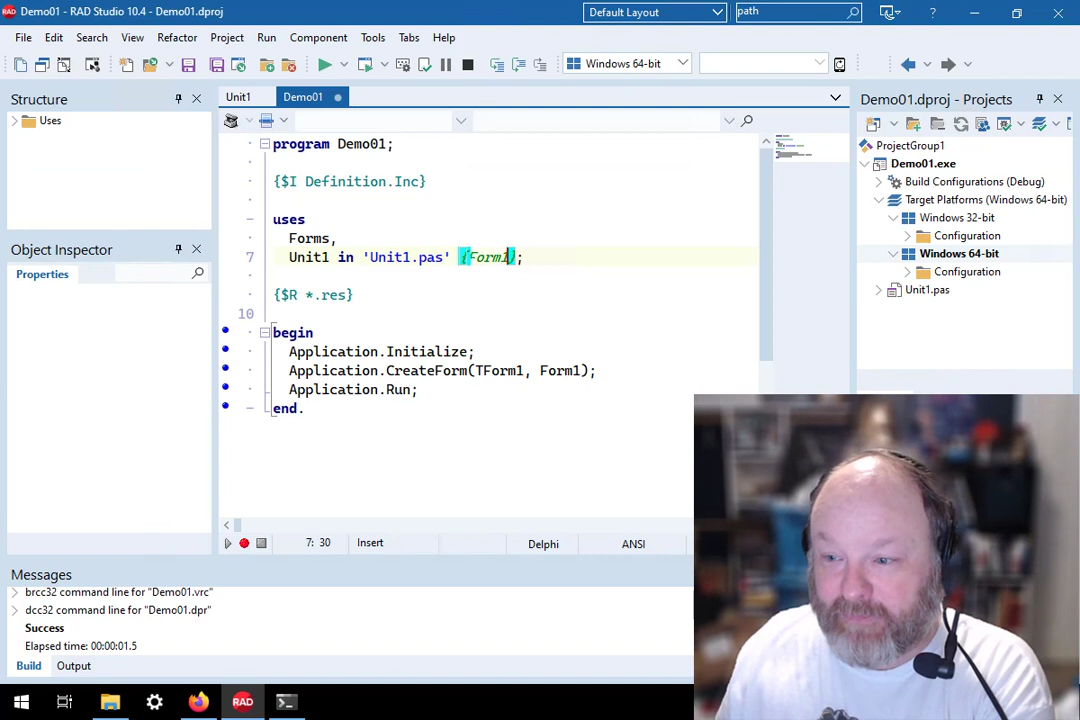 RAD Demo01 - RAD Studio 10.4 - Demo01.dproj
Default Layout
path
?
File Edit Search View Refactor Project Run Component Tools Tabs Help
Windows 64-bit
Structure
Uses
Object Inspector
Properties
Unit1 Demo01
program Demo01;
{$I Definition.Inc}
uses
Forms,
7 Unit1 in 'Unit1.pas' {Form1};
{$R *.res}
10
begin
Application.Initialize;
Application.CreateForm(TForm1, Form1);
Application.Run;
end.
7: 30 Insert Delphi ANSI
Demo01.dproj - Projects
ProjectGroup1
Demo01.exe
Build Configurations (Debug)
Target Platforms (Windows 64-bit)
Windows 32-bit
Configuration
Windows 64-bit
Configuration
Unit1.pas
Messages
brcc32 command line for "Demo01.vrc"
dcc32 command line for "Demo01.dpr"
Success
Elapsed time: 00:00:01.5
Build Output
RAD